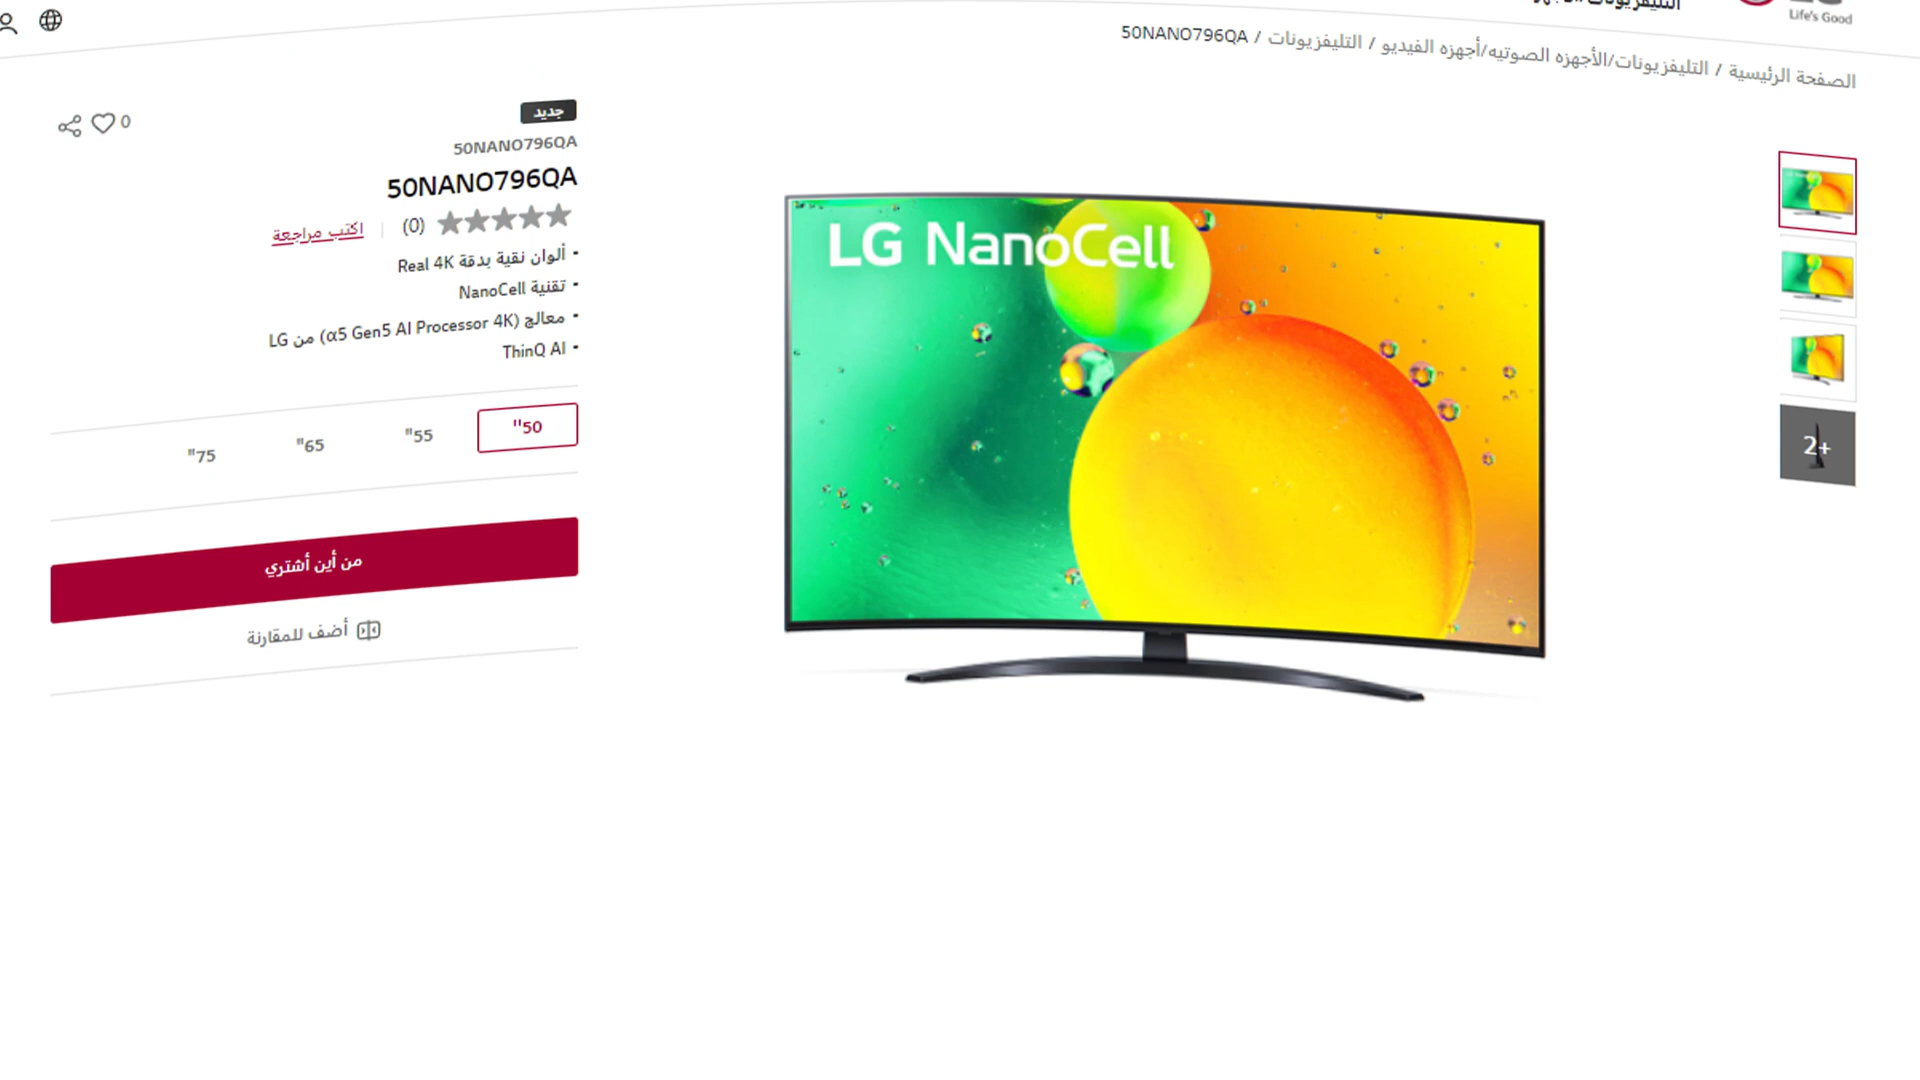 Life's Good
الصفحة الرئيسية / التليفزيونات/الأجهزه الصوتيه/أجهزه الفيديو / التليفزيونات / 50NANO796QA
LG NanoCell
2+
جديد
0
50NANO796QA
50NANO796QA
(0) اكتب مراجعة
ألوان نقية بدقة Real 4K
تقنية NanoCell
معالج (α5 Gen5 AI Processor 4K) من LG
ThinQ AI
50"
55"
65"
75"
من أين أشتري
أضف للمقارنة